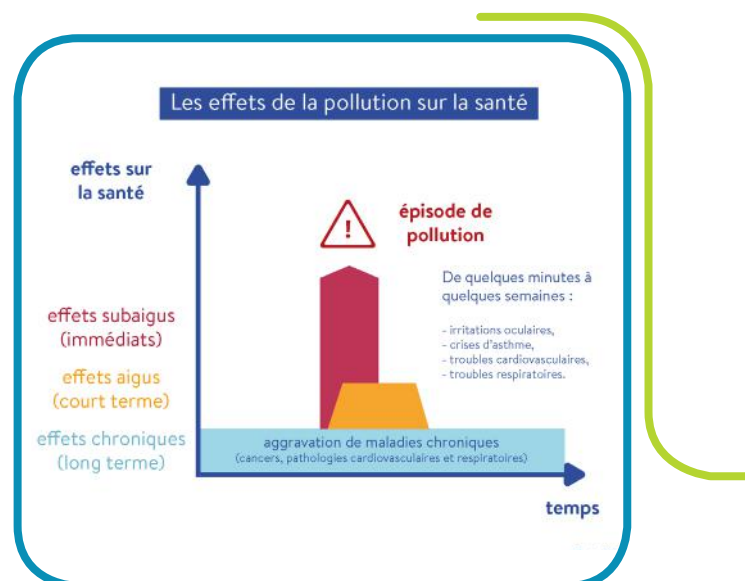 Les effets de la pollution sur la santé
effets sur
la santé
!
épisode de
pollution
De quelques minutes à
quelques semaines :
- irritations oculaires,
- crises d'asthme,
- troubles cardiovasculaires,
- troubles respiratoires.
effets subaigus
(immédiats)
effets aigus
(court terme)
effets chroniques
(long terme)
aggravation de maladies chroniques
(cancers, pathologies cardiovasculaires et respiratoires)
temps